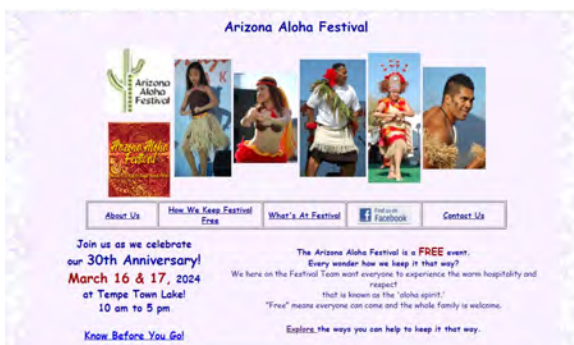 Arizona Aloha Festival
Arizona
Aloha
Festival
Arizona Aloha
Festival
K
About Us
How We Keep Festival
Free
What's At Festival
Find us on
Facebook
Contact Us
Join us as we celebrate
our 30th Anniversary!
March 16 & 17, 2024
at Tempe Town Lake!
10 am to 5 pm
Know Before You Go!
The Arizona Aloha Festival is a FREE event.
Every wonder how we keep it that way?
We here on the Festival Team want everyone to experience the warm hospitality and
respect
that is known as the 'aloha spirit.'
"Free" means everyone can come and the whole family is welcome.
Explore the ways you can help to keep it that way.